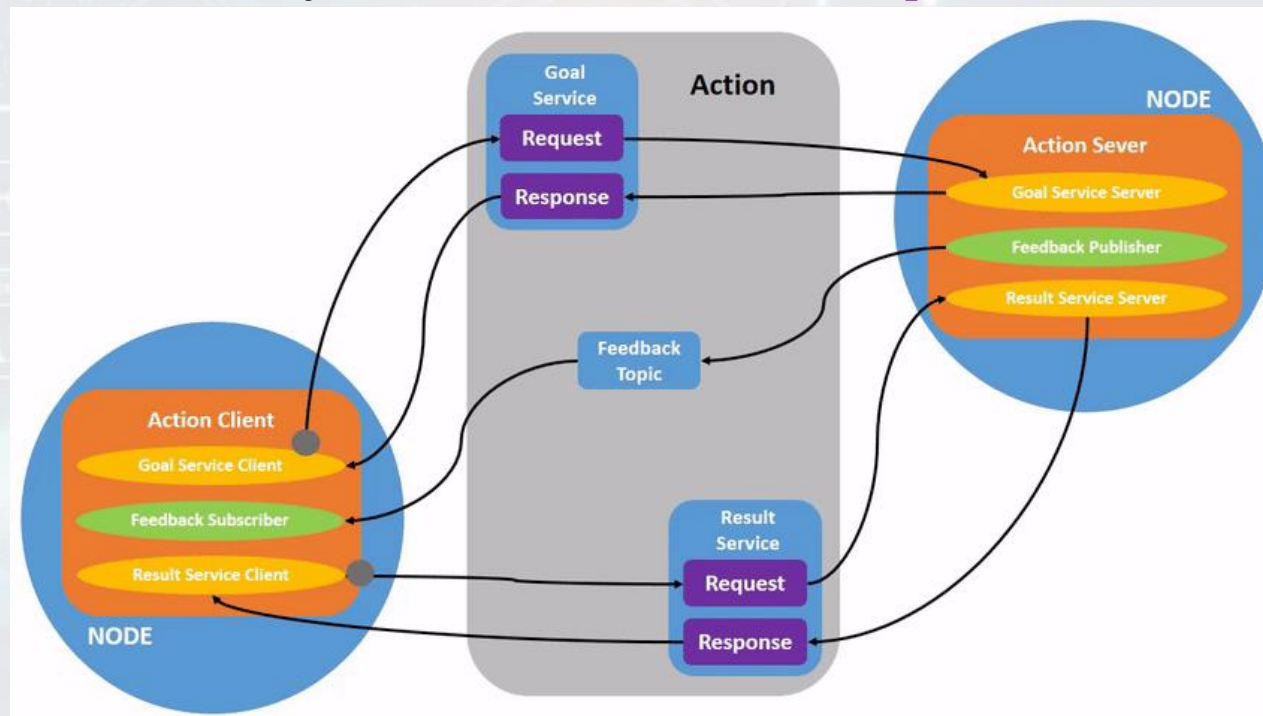 Goal
Service
Request
Response
Action
NODE
Action Sever
Goal Service Server
Feedback Publisher
Result Service Server
Feedback
Topic
Action Client
Goal Service Client
Feedback Subscriber
Result Service Client
NODE
Result
Service
Request
Response